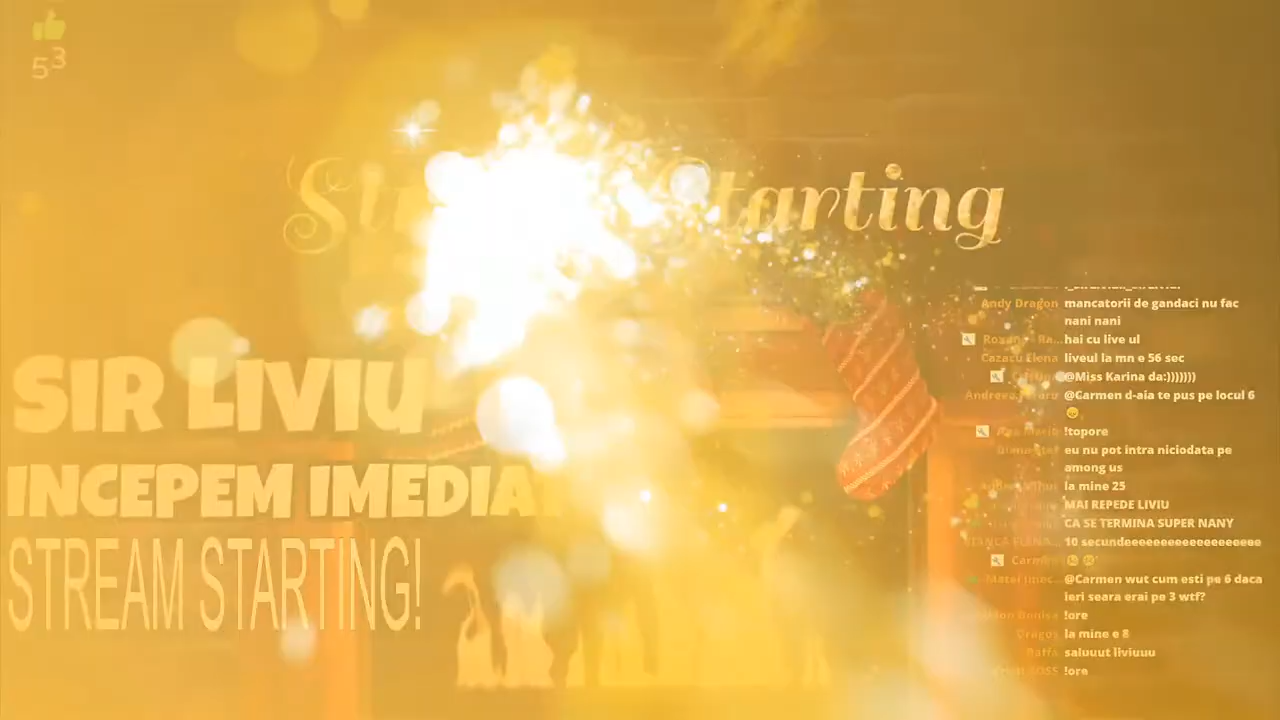 53
Starting
SIR LIVIU
INCEPEM IMEDIAT
STREAM STARTING!
Andy Dragon mancatorii de gandaci nu fac
nani nani
hai cu live ul
Cazacu Elena liveul la mn e 56 sec
@Miss Karina da:)))))))
@Carmen d-aia te pus pe locul 6
!topore
eu nu pot intra niciodata pe
among us
la mine 25
MAI REPEDE LIVIU
CA SE TERMINA SUPER NANY
10 secundeeeeeeeeeeeeeeeeeee
@Carmen wut cum esti pe 6 daca
ieri seara erai pe 3 wtf?
!ore
Dragos la mine e 8
Raffa saluuut liviuuu
!ore